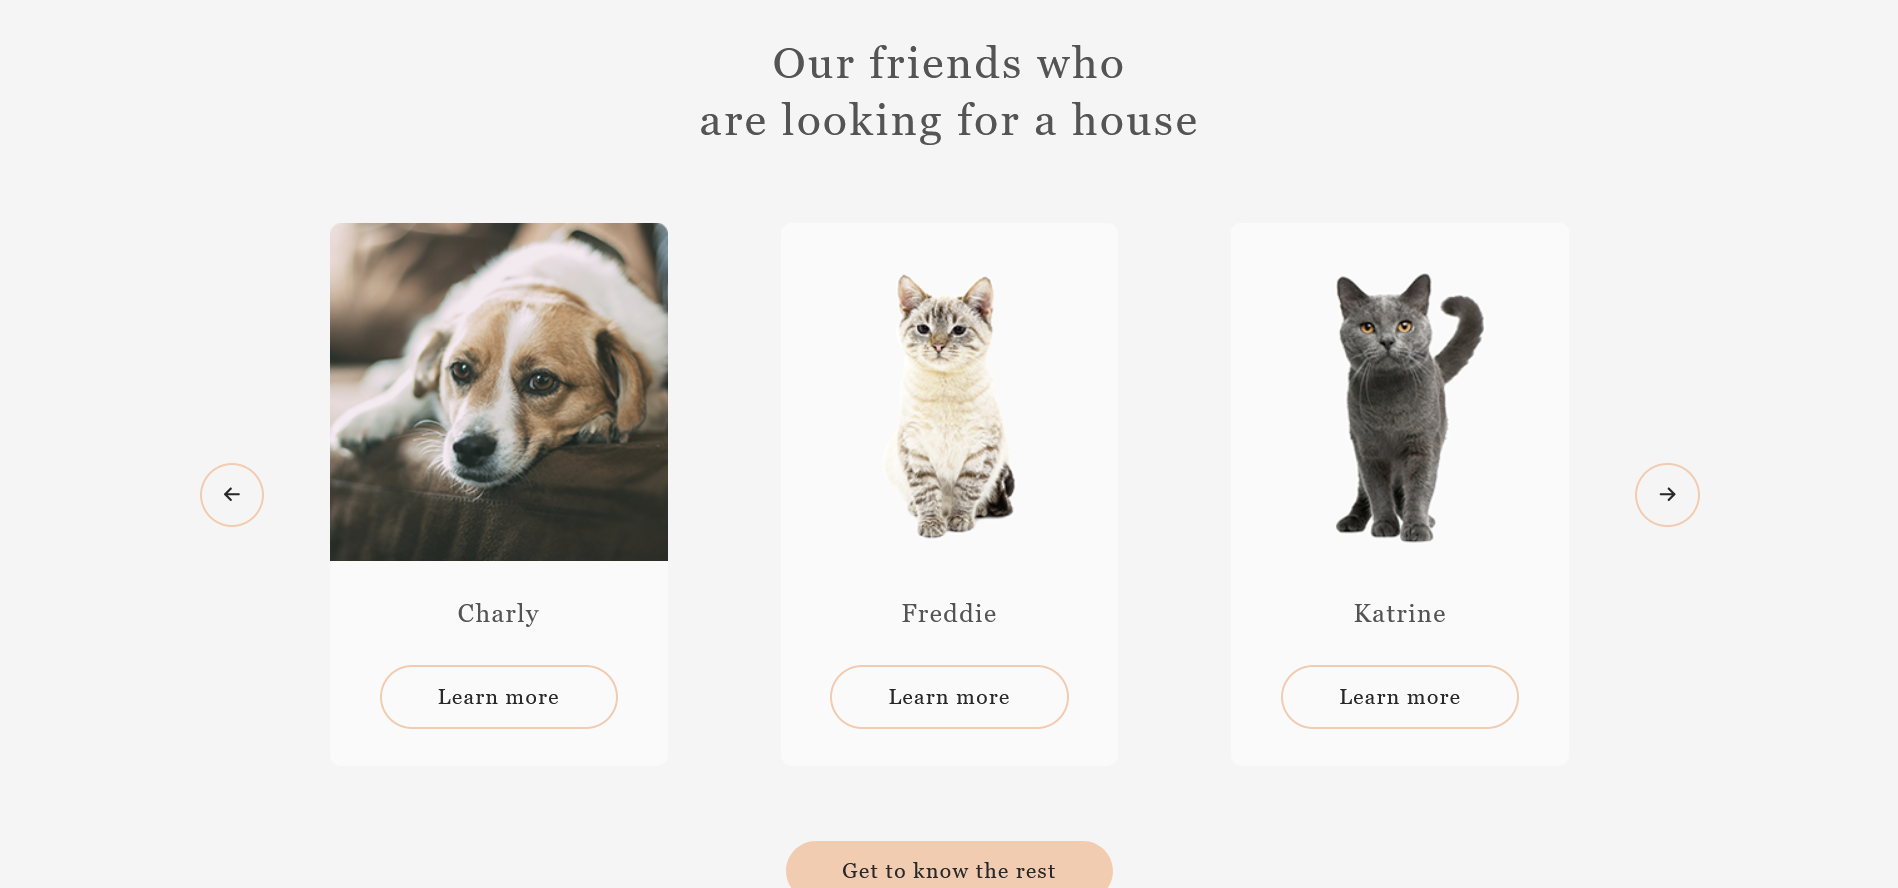 Our friends who
are looking for a house
Charly
Freddie
Katrine
Learn more
Learn more
Learn more
Get to know the rest